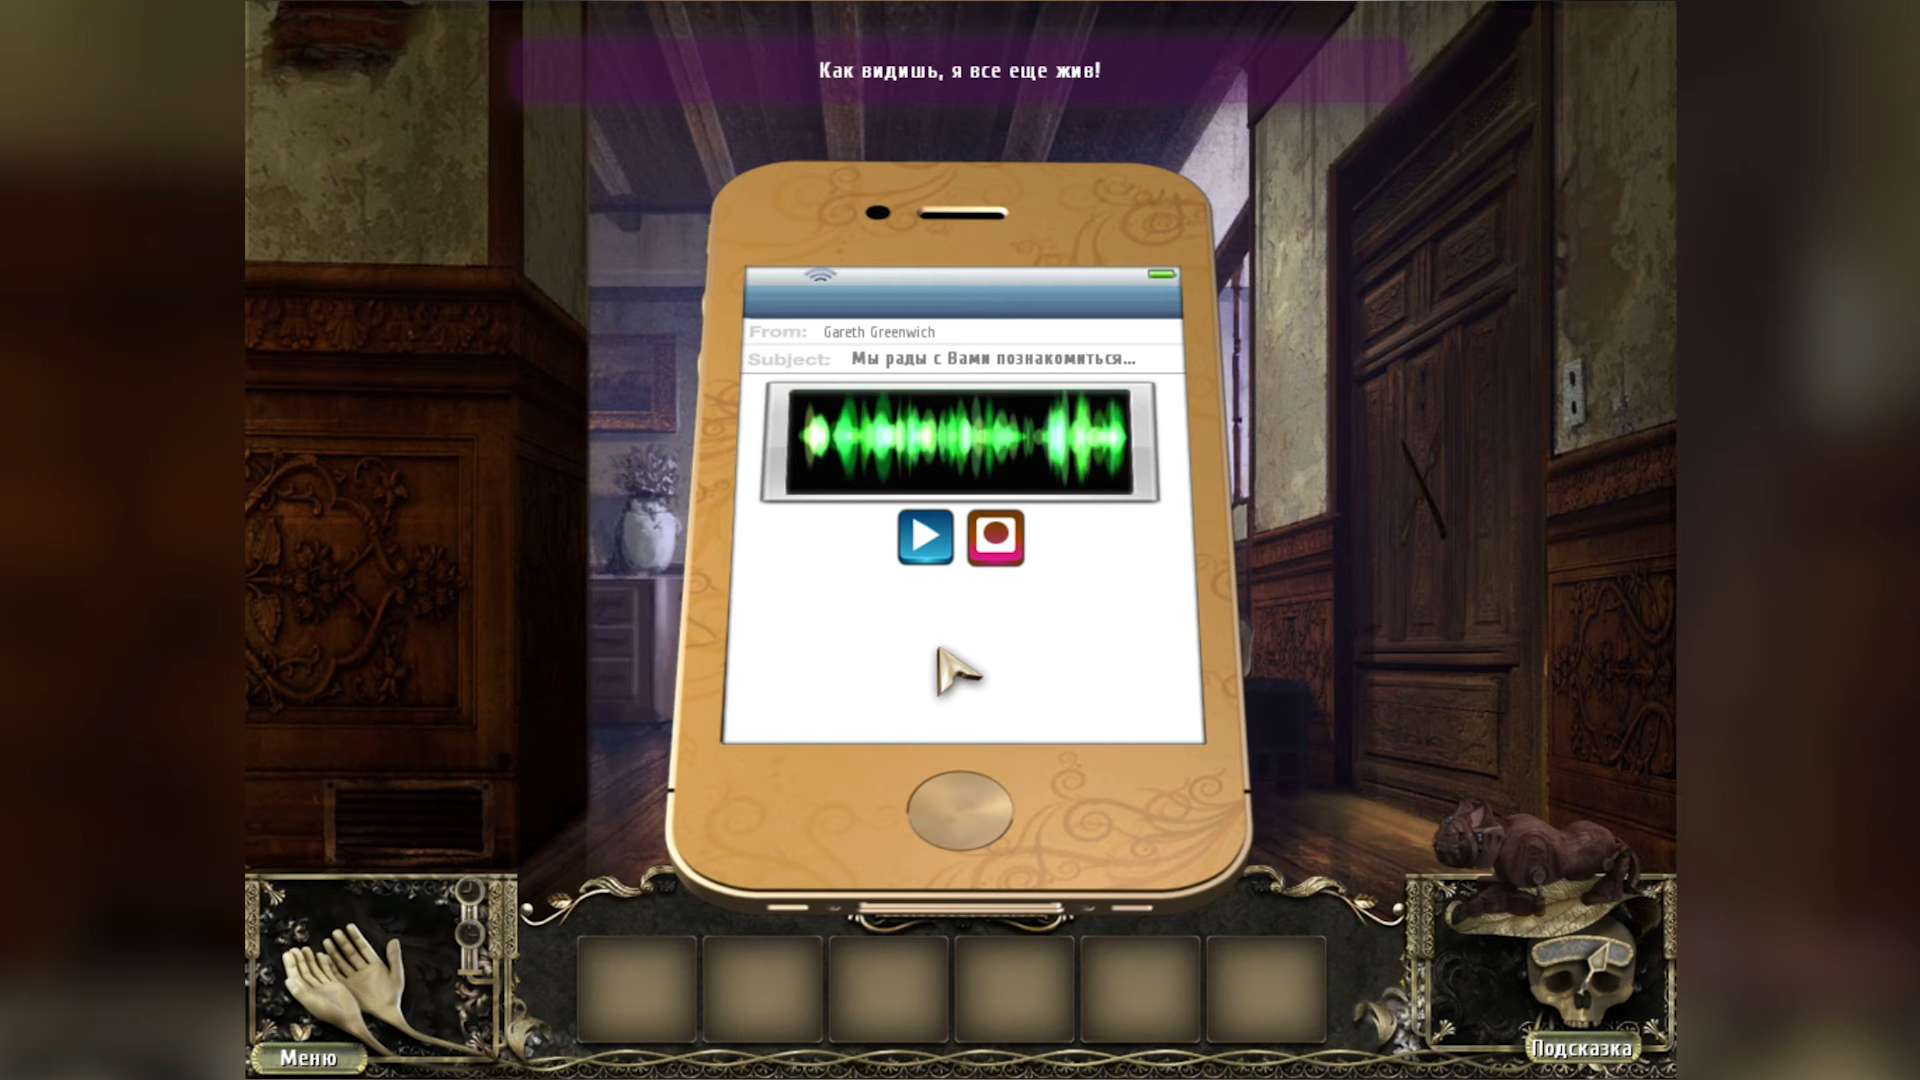 Как видишь, я все еще жив!
From: Gareth Greenwich
Subject: Мы рады с Вами познакомиться...
Меню
Подсказка